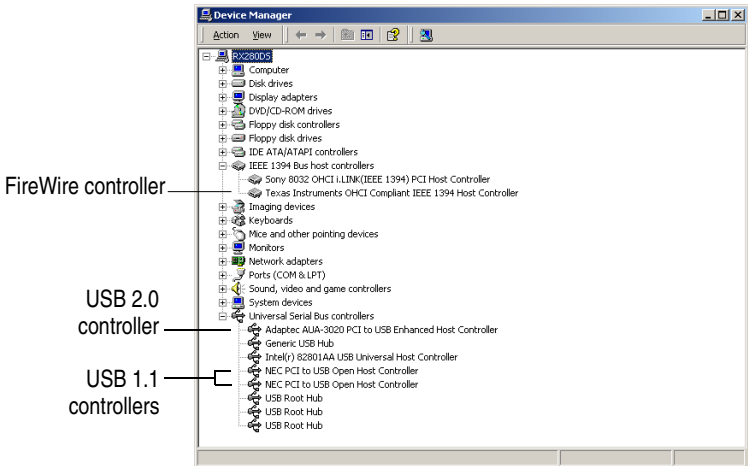 Device Manager
Action View
RX280D5
Computer
Disk drives
Display adapters
DVD/CD-ROM drives
Floppy disk controllers
Floppy disk drives
IDE ATA/ATAPI controllers
IEEE 1394 Bus host controllers
Sony 8032 OHCI i.LINK(IEEE 1394) PCI Host Controller
FireWire controller
Texas Instruments OHCI Compliant IEEE 1394 Host Controller
Imaging devices
Keyboards
Mice and other pointing devices
Monitors
Network adapters
Ports (COM & LPT)
Sound, video and game controllers
System devices
Universal Serial Bus controllers
USB 2.0
controller
Adaptec AUA-3020 PCI to USB Enhanced Host Controller
Generic USB Hub
Intel(r) 82801AA USB Universal Host Controller
USB 1.1
controllers
NEC PCI to USB Open Host Controller
NEC PCI to USB Open Host Controller
USB Root Hub
USB Root Hub
USB Root Hub